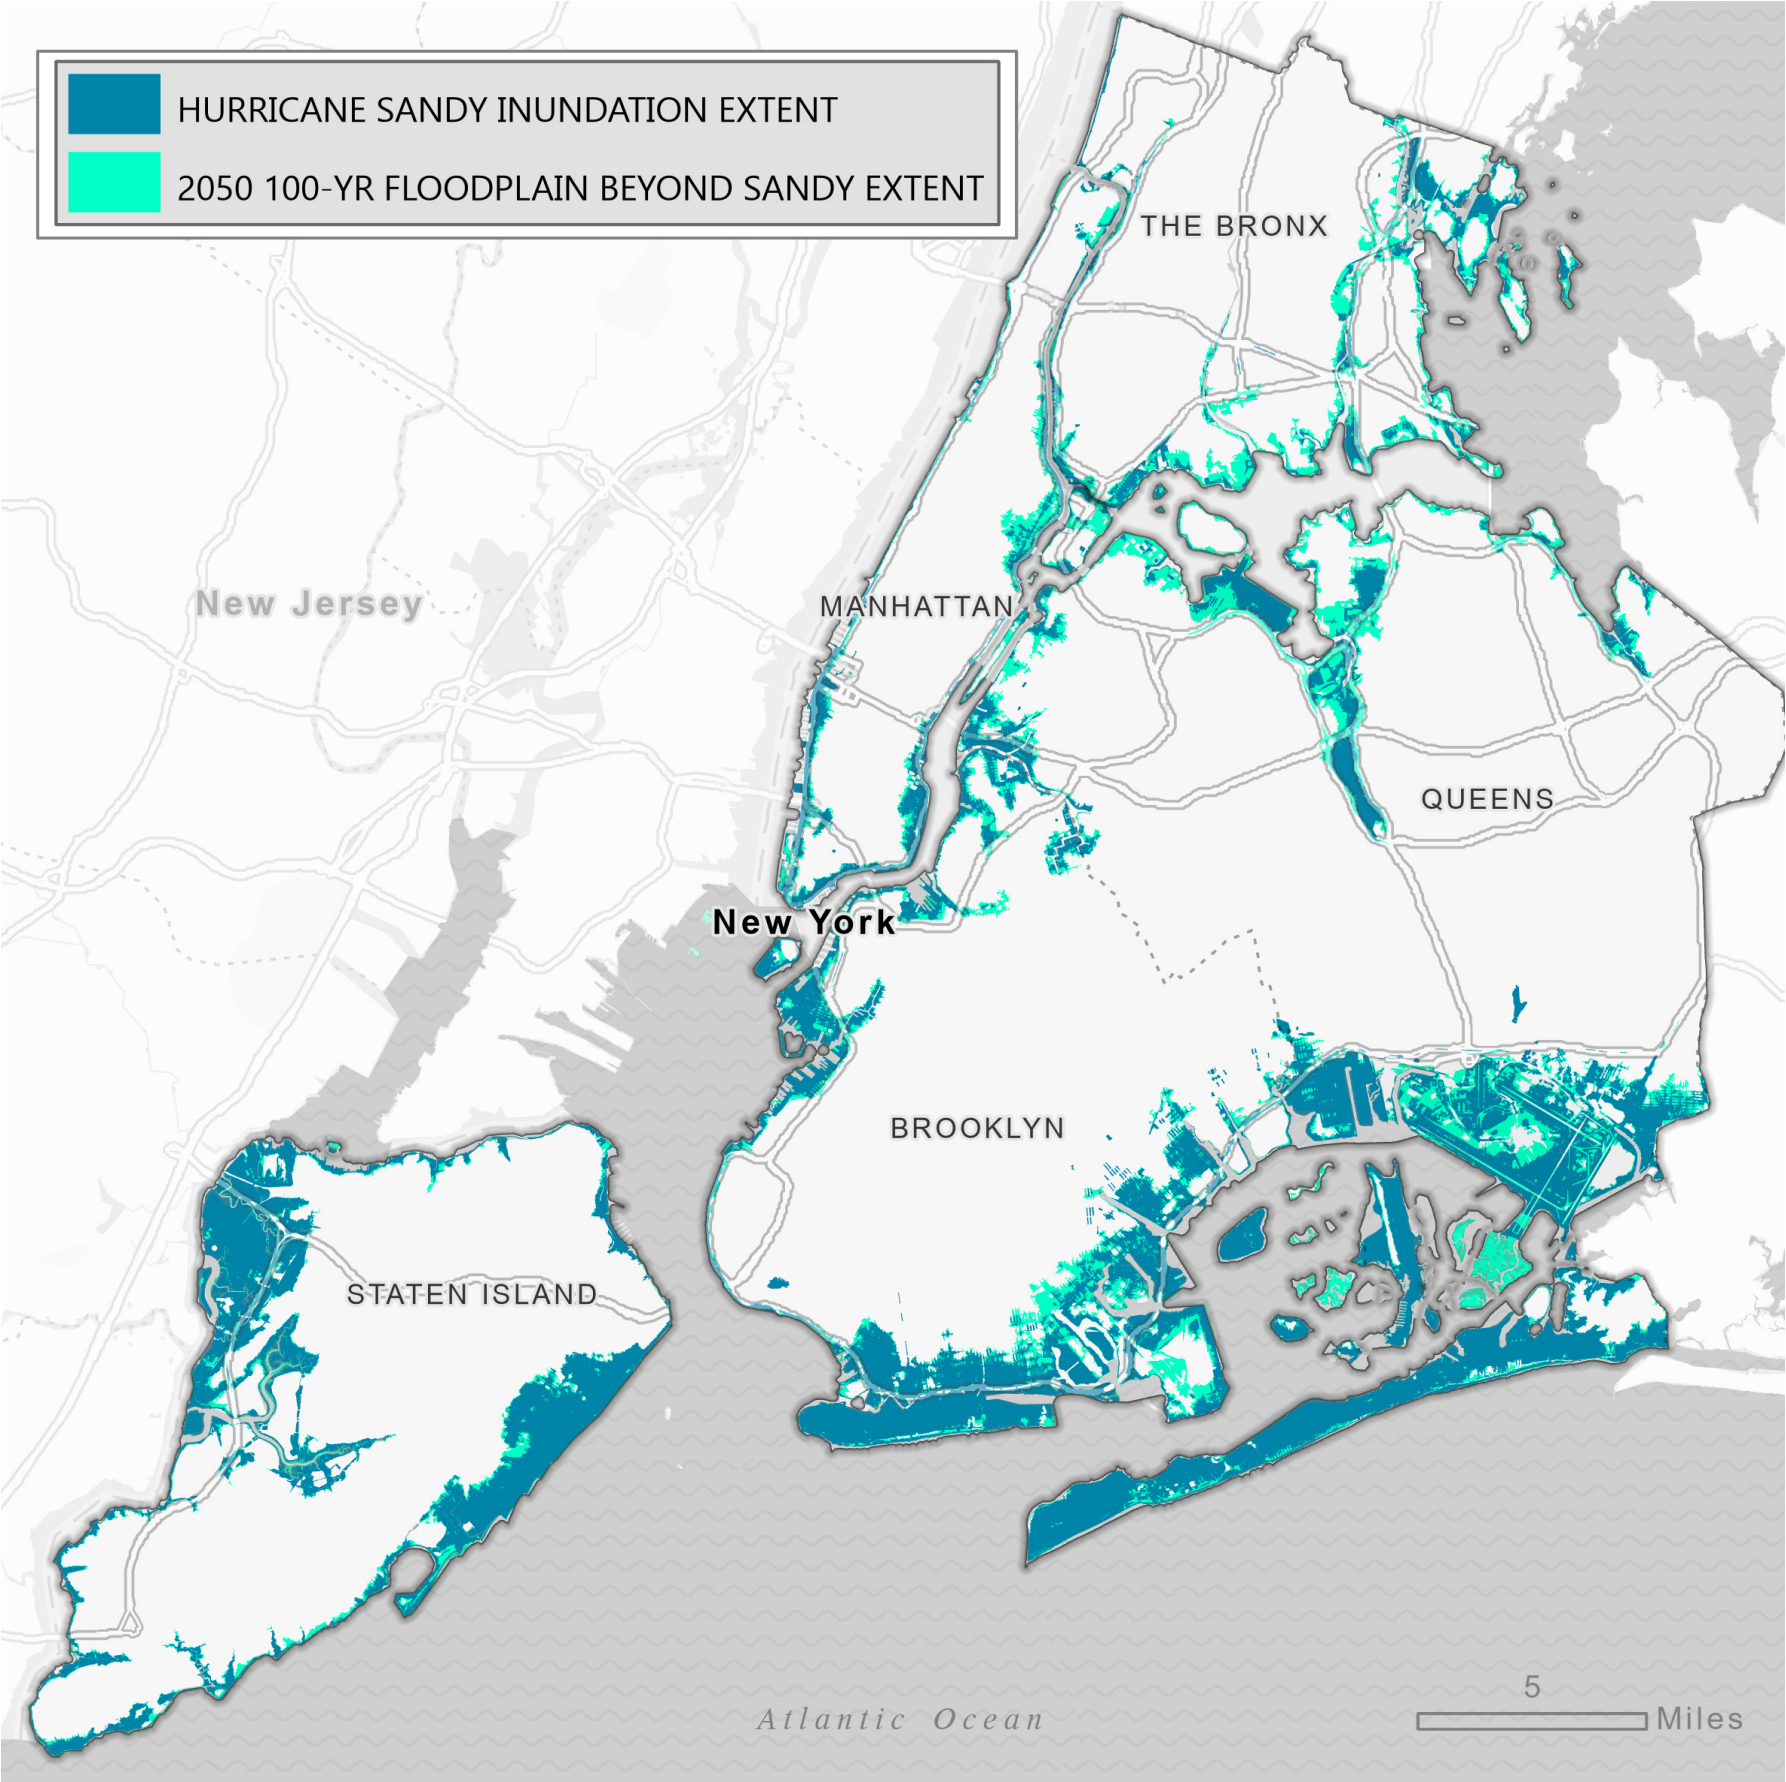 HURRICANE SANDY INUNDATION EXTENT
2050 100-YR FLOODPLAIN BEYOND SANDY EXTENT
THE BRONX
New Jersey
MANHATTAN
QUEENS
New York
BROOKLYN
STATEN ISLAND
5
Atlantic Ocean
Miles